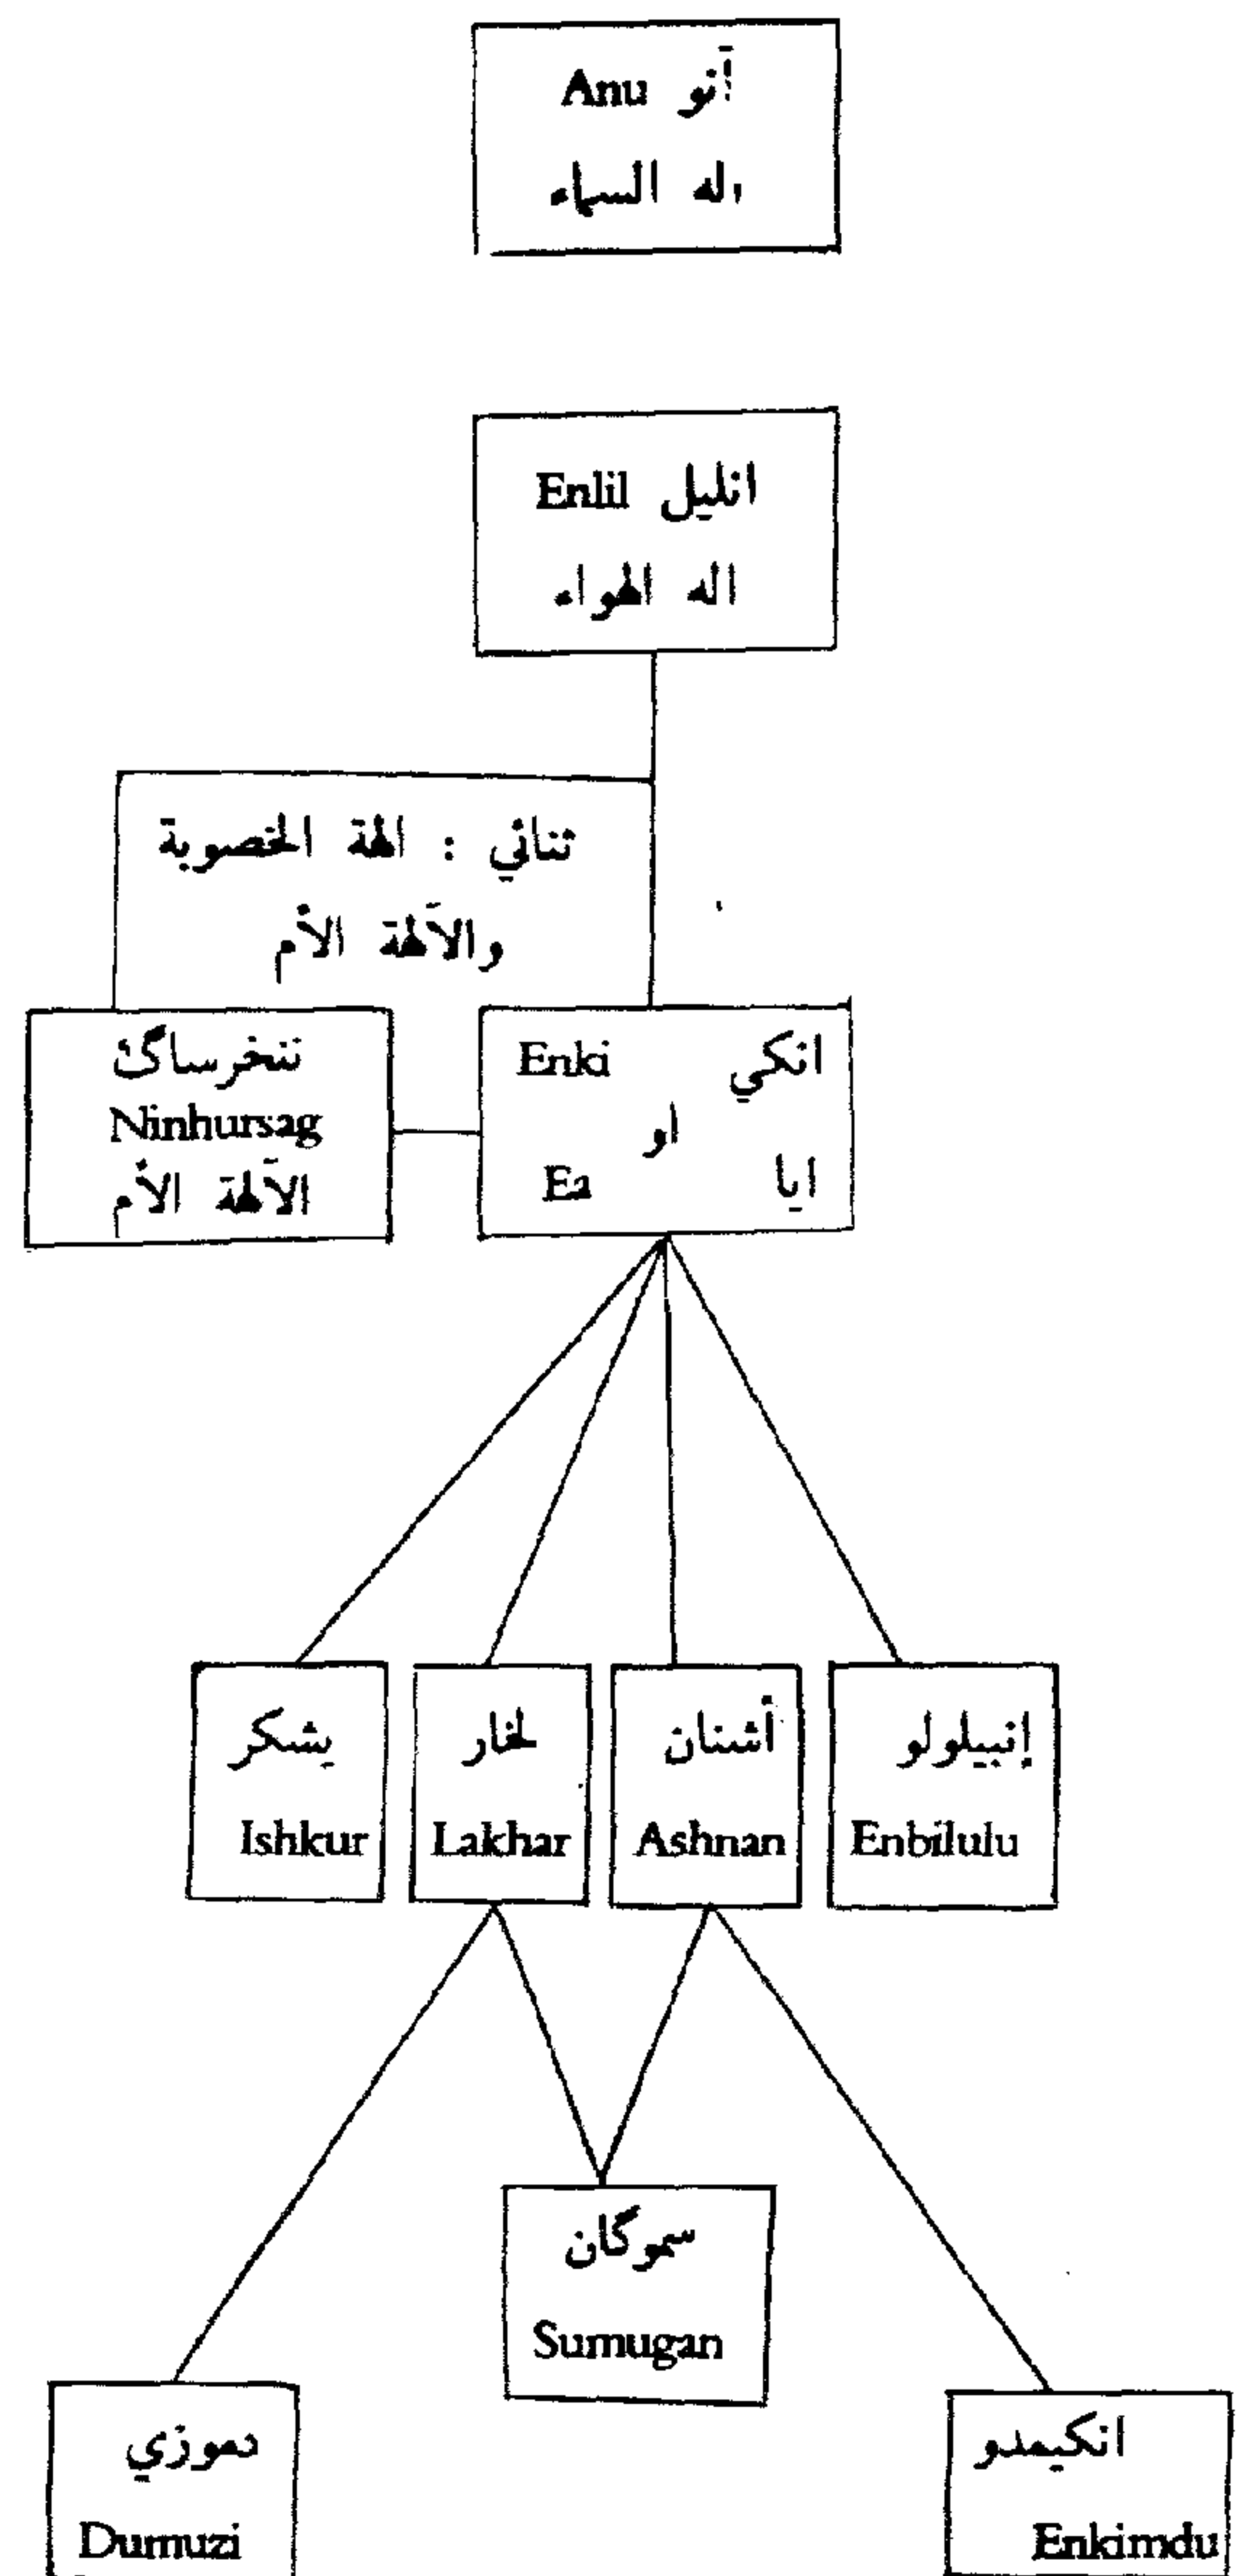 Anu آنو
اله السماء
Enlil انليل
اله الهواء
ثنائي : الهة الخصوبة
والآلهة الأم
ننخرساگ
Ninhursag
الآلهة الأم
Enki انكي
او
Ea ايا
يشكر
Ishkur
لخار
Lakhar
أشنان
Ashnan
إنبيلولو
Enbilulu
سموگان
Sumugan
دموزي
Dumuzi
انكيمدو
Enkimdu